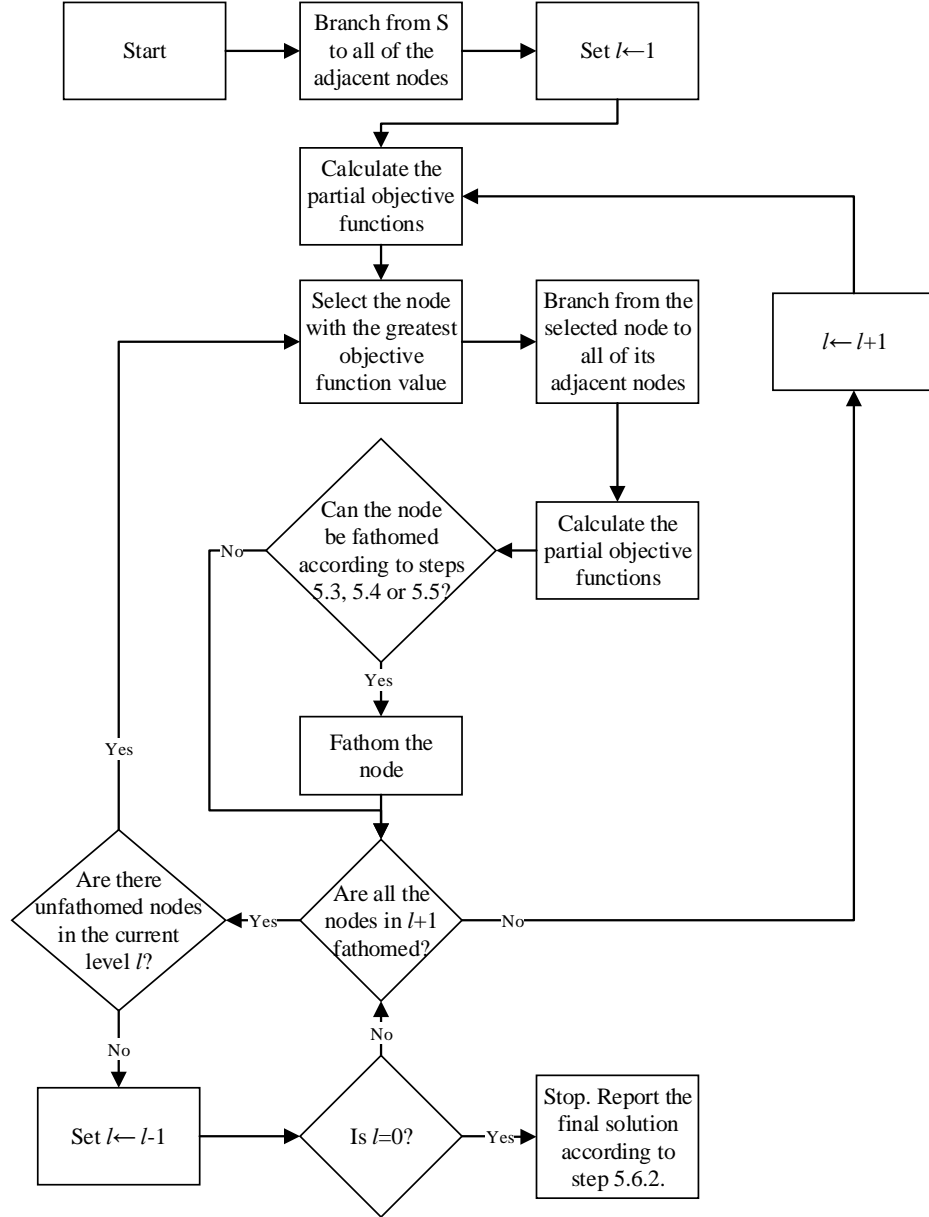 Start
Branch from S
to all of the
adjacent nodes
Set l←1
Calculate the
partial objective
functions
Select the node
with the greatest
objective
function value
Branch from the
selected node to
all of its
adjacent nodes
l← l+1
Can the node
be fathomed
according to steps
5.3, 5.4 or 5.5?
Calculate the
partial objective
functions
No
Yes
Fathom the
node
Yes
Are there
unfathomed nodes
in the current
level l?
Yes
Are all the
nodes in l+1
fathomed?
No
No
No
Set l← l-1
Is l=0?
Yes
Stop. Report the
final solution
according to
step 5.6.2.